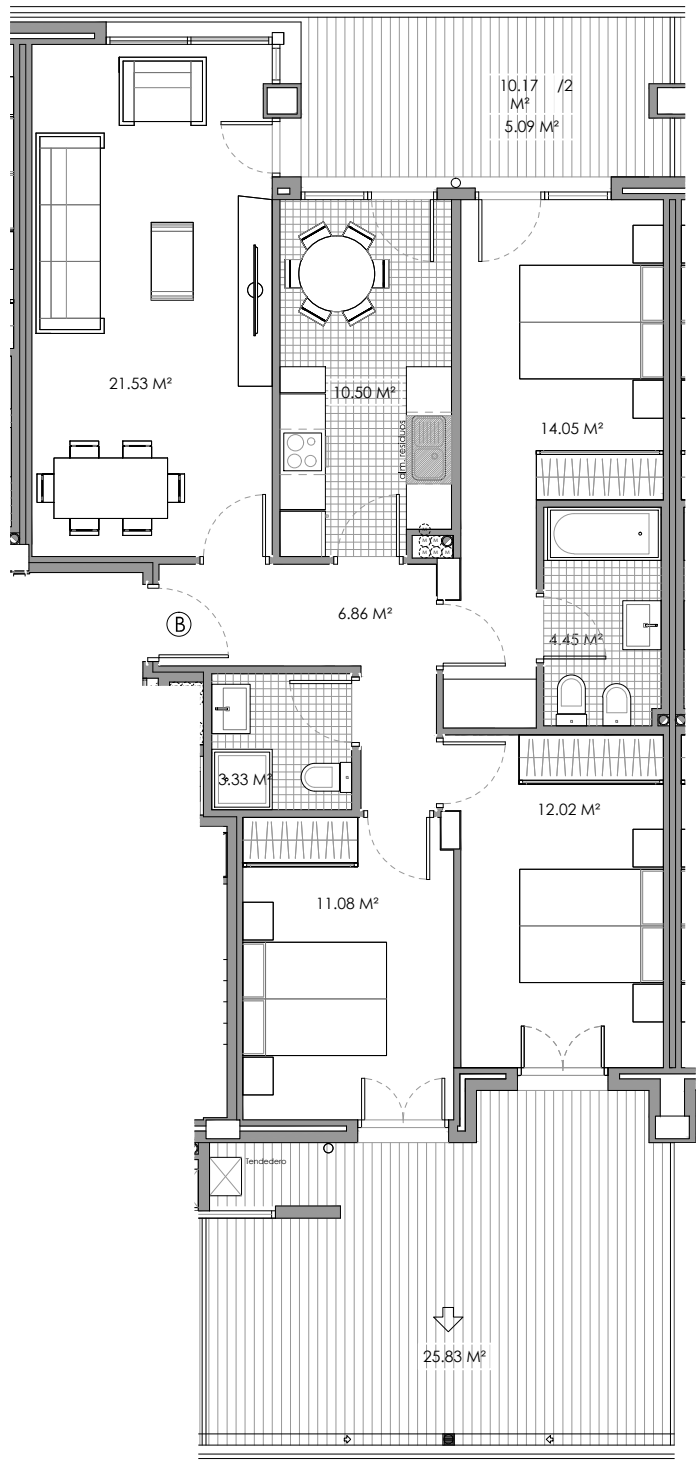 10.17 /2
M²
5.09 M²
21.53 M²
10.50 M²
alm. residuos
14.05 M²
M
M M
M M M
B
6.86 M²
4.45 M²
3.33 M²
12.02 M²
11.08 M²
Tendedero
25.83 M²